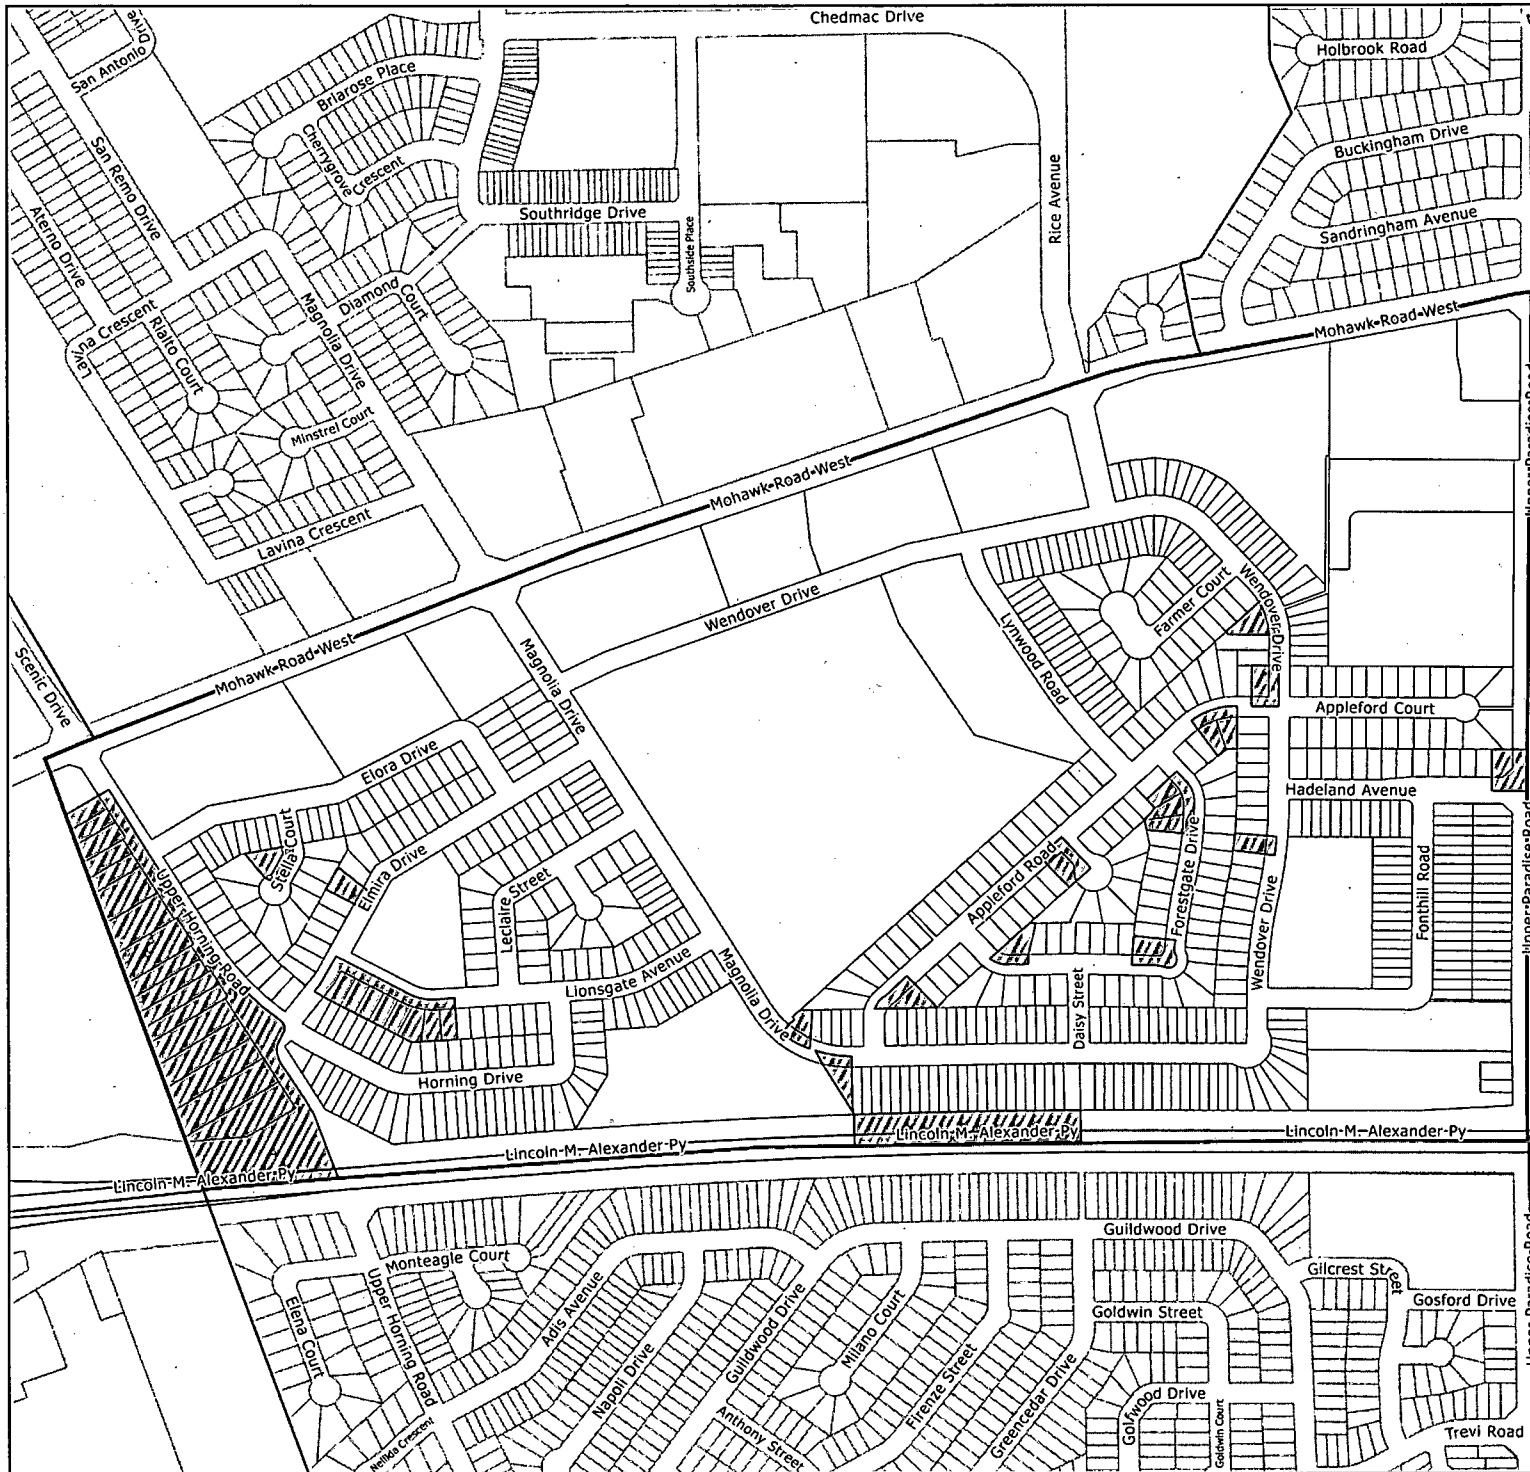 Chedmac Drive
San Antonio
Drive
Briarose Place
Holbrook Road
Cherrygrove
Crescent
Buckingham Drive
San Remo Drive
Rice Avenue
Southridge Drive
Sandringham Avenue
Aterno Drive
Southside Place
Diamond
Court
Magnolia Drive
Mohawk-Road-West
Lavina Crescent
Rialto Court
Minstrel Court
Mohawk-Road-West
Lavina Crescent
Wendover Drive
Farmer Court
Wendover-Drive
Lynwood Road
Scenic Drive
Mohawk-Road-West
Magnolia Drive
Appleford Court
Elora Drive
Hadeland Avenue
Stella Court
Elmira Drive
Leclaire Street
Appleford Road
Forestgate Drive
Fonthill Road
Upper-Paradise-Road
Upper-Horning-Road
Wendover Drive
Lionsgate Avenue
Magnolia Drive
Daisy Street
Horning Drive
Lincoln-M.-Alexander-Py
Lincoln-M.-Alexander-Py
Lincoln-M.-Alexander-Py
Lincoln-M.-Alexander-Py
Guildwood Drive
Monteagle Court
Gilcrest Street
Upper Horning Road
Elena Court
Adis Avenue
Guildwood Drive
Milano Court
Goldwin Street
Gosford Drive
Napoli Drive
Firenze Street
Greencedar Drive
Golfwood Drive
Goldwin Court
Anthony Street
Trevi Road